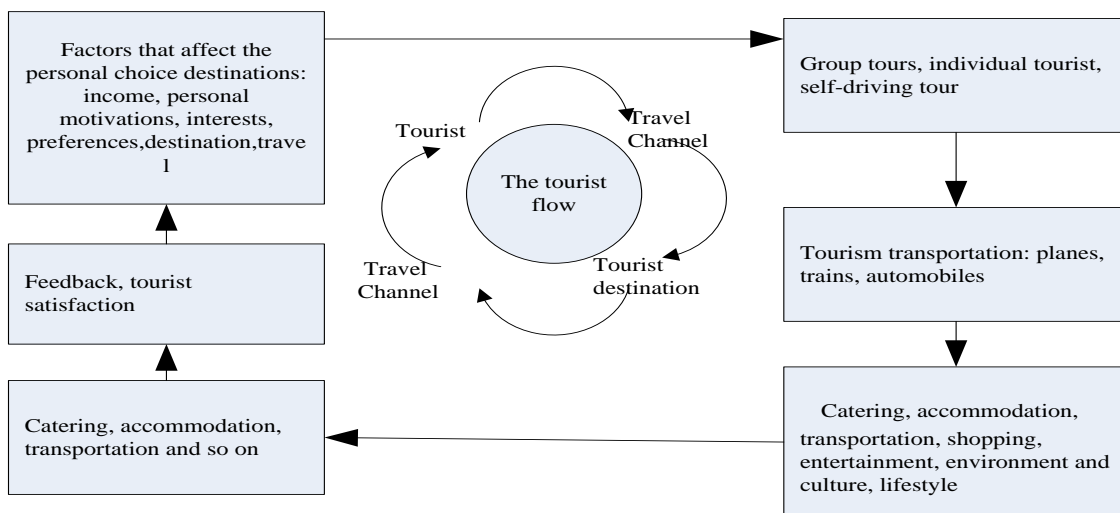 Factors that affect the
personal choice destinations:
income, personal
motivations, interests,
preferences,destination,trave
l
Group tours, individual tourist,
self-driving tour
Tourist
Travel
Channel
The tourist
flow
Tourism transportation: planes,
trains, automobiles
Feedback, tourist
satisfaction
Travel
Channel
Tourist
destination
Catering, accommodation,
transportation and so on
Catering, accommodation,
transportation, shopping,
entertainment, environment and
culture, lifestyle